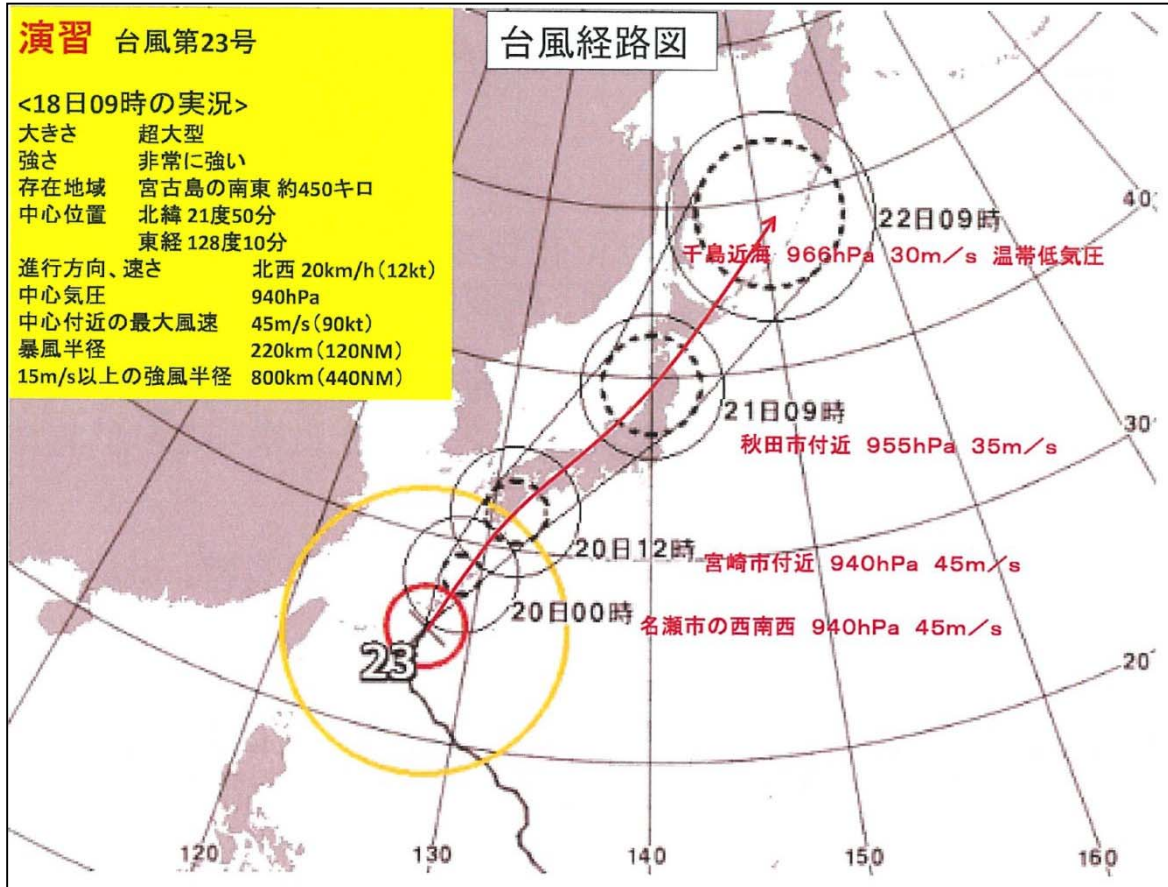 演習 台風第23号
<18日09時の実況>
大きさ 超大型
強さ 非常に強い
存在地域 宮古島の南東 約450キロ
中心位置 北緯 21度50分
東経 128度10分
進行方向、速さ 北西 20km/h(12kt)
中心気圧 940hPa
中心付近の最大風速 45m/s(90kt)
暴風半径 220km(120NM)
15m/s以上の強風半径 800km(440NM)
台風経路図
40°
22日09時
千島近海 966hPa 30m/s 温帯低気圧
21日09時
30°
秋田市付近 955hPa 35m/s
20日12時
宮崎市付近 940hPa 45m/s
20日00時
名瀬市の西南西 940hPa 45m/s
23
20°
120
130
140
150
160